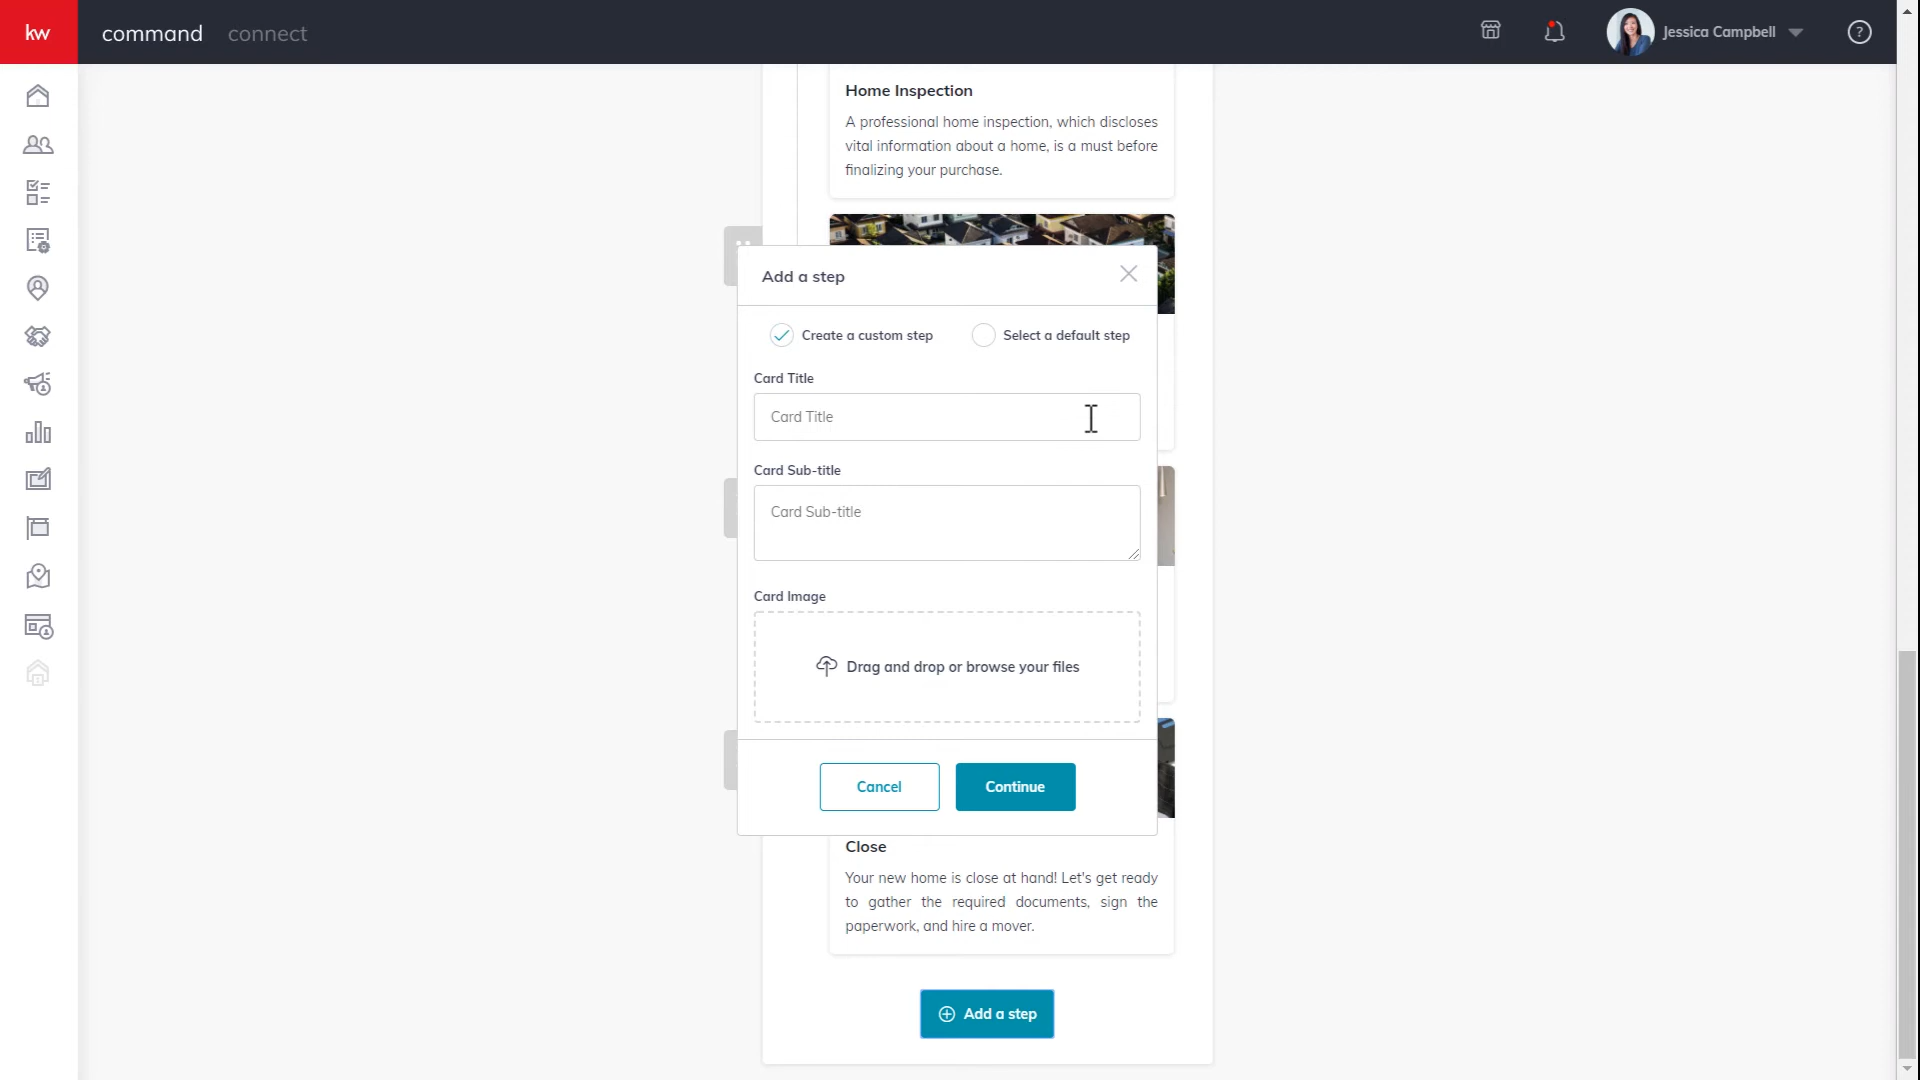 kw
command connect
Jessica Campbell
?
Home Inspection
A professional home inspection, which discloses
vital information about a home, is a must before
finalizing your purchase.
Add a step
Create a custom step Select a default step
Card Title
Card Title
Card Sub-title
Card Sub-title
Card Image
Drag and drop or browse your files
Cancel Continue
Close
Your new home is close at hand! Let's get ready
to gather the required documents, sign the
paperwork, and hire a mover.
Add a step